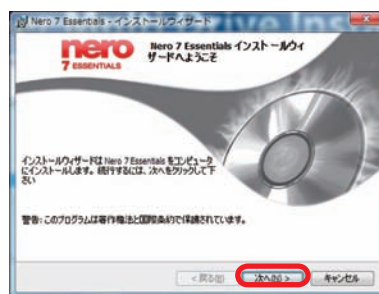 Nero 7 Essentials - インストールウィザード
nero
7 ESSENTIALS
Nero 7 Essentials インストールウィ
ザードへようこそ
インストールウィザードは Nero 7 Essentials をコンピュータ
にインストールします。続行するには、次へをクリックして下
さい
警告: このプログラムは著作権法と国際条約で保護されています。
< 戻る(B)
次へ(N) >
キャンセル